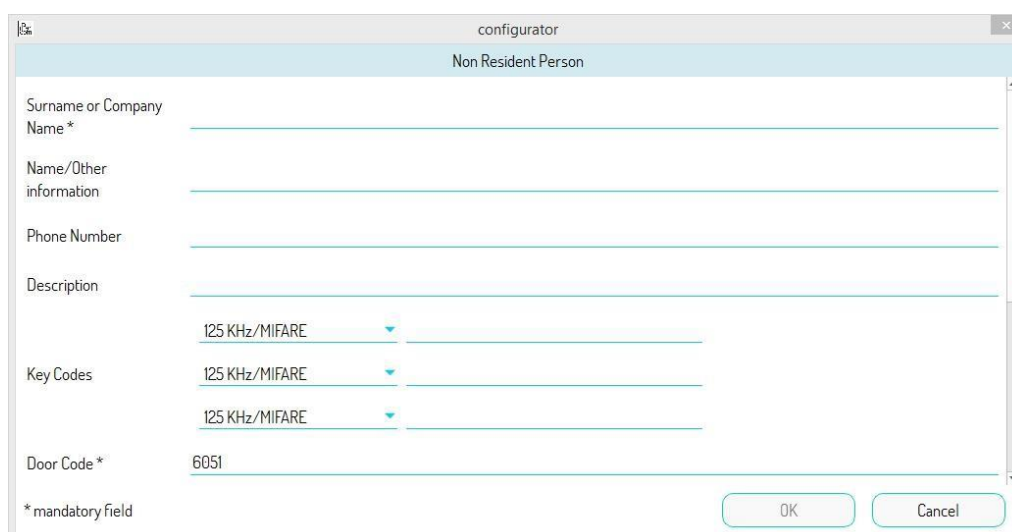 configurator
Non Resident Person
Surname or Company
Name *
Name/Other
information
Phone Number
Description
125 KHz/MIFARE
Key Codes
125 KHz/MIFARE
125 KHz/MIFARE
Door Code *
6051
* mandatory field
OK
Cancel